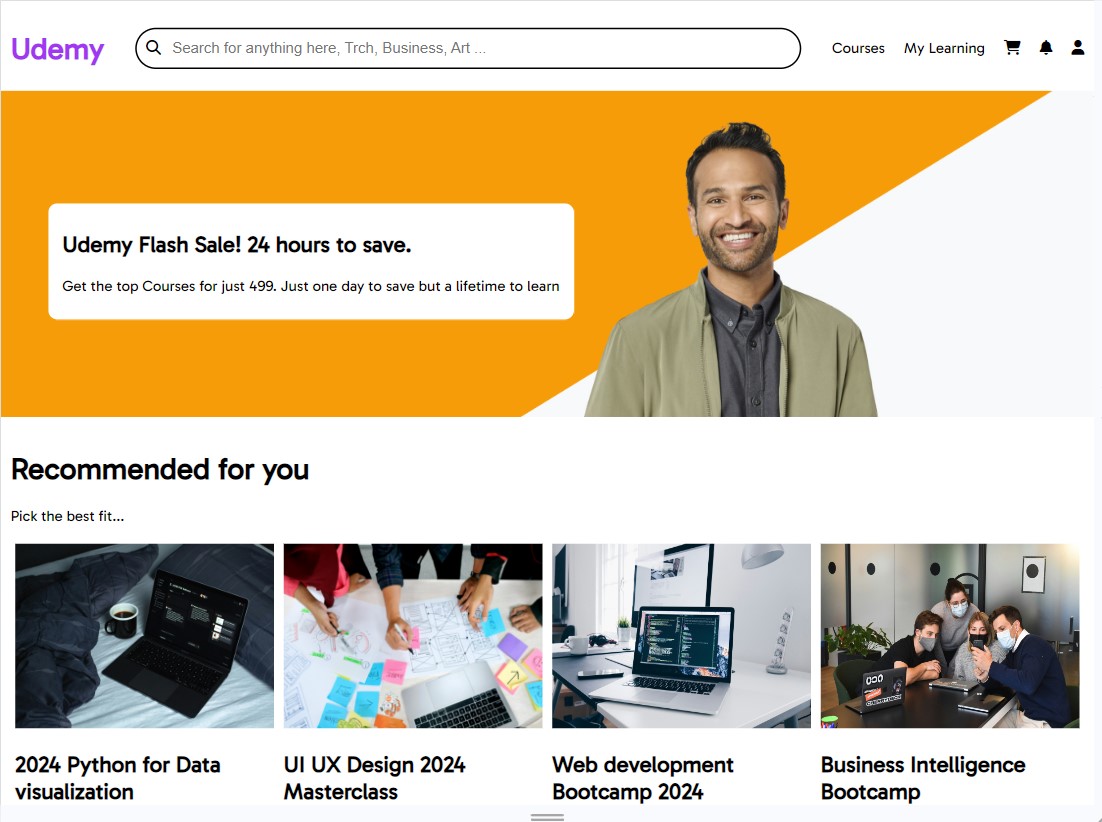 Udemy
Search for anything here, Trch, Business, Art ...
Courses
My Learning
Udemy Flash Sale! 24 hours to save.
Get the top Courses for just 499. Just one day to save but a lifetime to learn
Recommended for you
Pick the best fit...
2024 Python for Data
visualization
UI UX Design 2024
Masterclass
Web development
Bootcamp 2024
Business Intelligence
Bootcamp